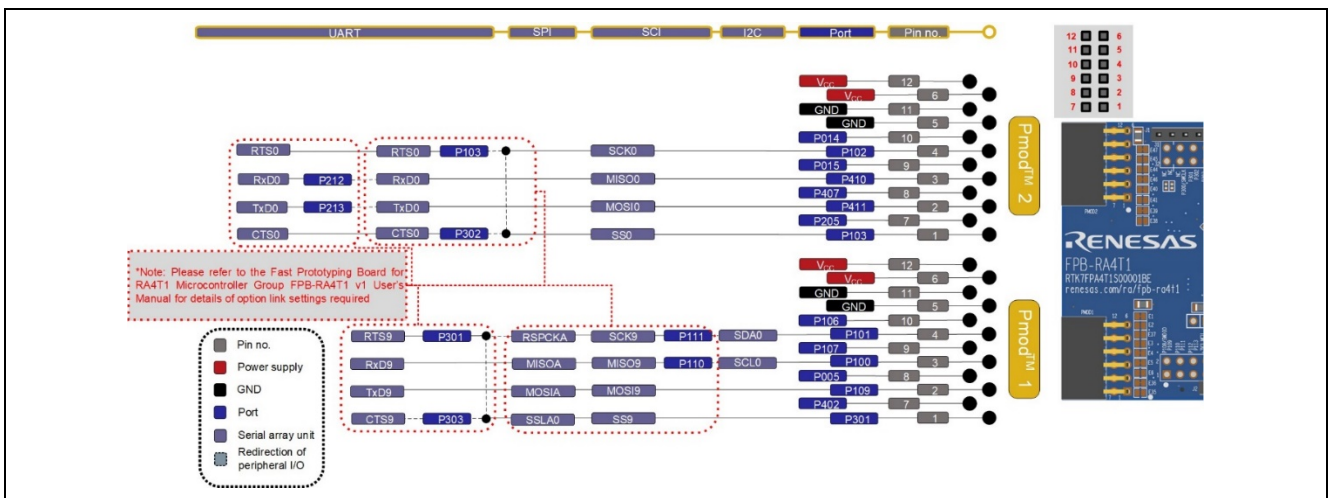 UART SPI SCI I2C Port Pin no.
12 6
11 5
10 4
9 3
8 2
7 1
VCC 12
VCC 6
GND 11
GND 5
P014 10
RTS0 RTS0 P103 SCK0 P102 4
P015 9
RxD0 P212 RxD0 MISO0 P410 3
P407 8
TxD0 P213 TxD0 MOSI0 P411 2
P205 7
CTS0 CTS0 P302 SS0 P103 1
Pmod™ 2
*Note: Please refer to the Fast Prototyping Board for
RA4T1 Microcontroller Group FPB-RA4T1 v1 User's
Manual for details of option link settings required
VCC 12
VCC 6
GND 11
GND 5
P106 10
RTS9 P301 RSPCKA SCK9 P111 SDA0 P101 4
P107 9
RxD9 MISOA MISO9 P110 SCL0 P100 3
P005 8
TxD9 MOSIA MOSI9 P109 2
P402 7
CTS9 P303 SSLA0 SS9 P301 1
Pmod™ 1
Pin no.
Power supply
GND
Port
Serial array unit
Redirection of
peripheral I/O
PMOD2
RENESAS
FPB-RA4T1
RTK7FPA4T1S00001BE
renesas.com/ra/fpb-ra4t1
PMOD1